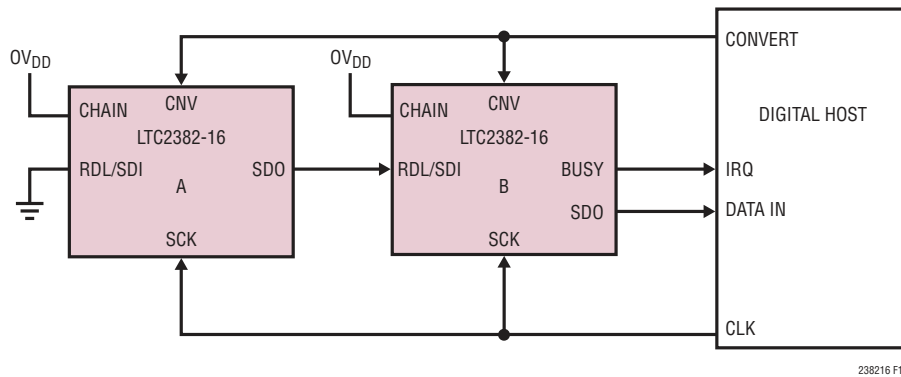 CONVERT
OV_DD
OV_DD
CHAIN
CNV
CHAIN
CNV
DIGITAL HOST
LTC2382-16
LTC2382-16
RDL/SDI
SDO
RDL/SDI
BUSY
IRQ
A
B
SDO
DATA IN
SCK
SCK
CLK
238216 F1